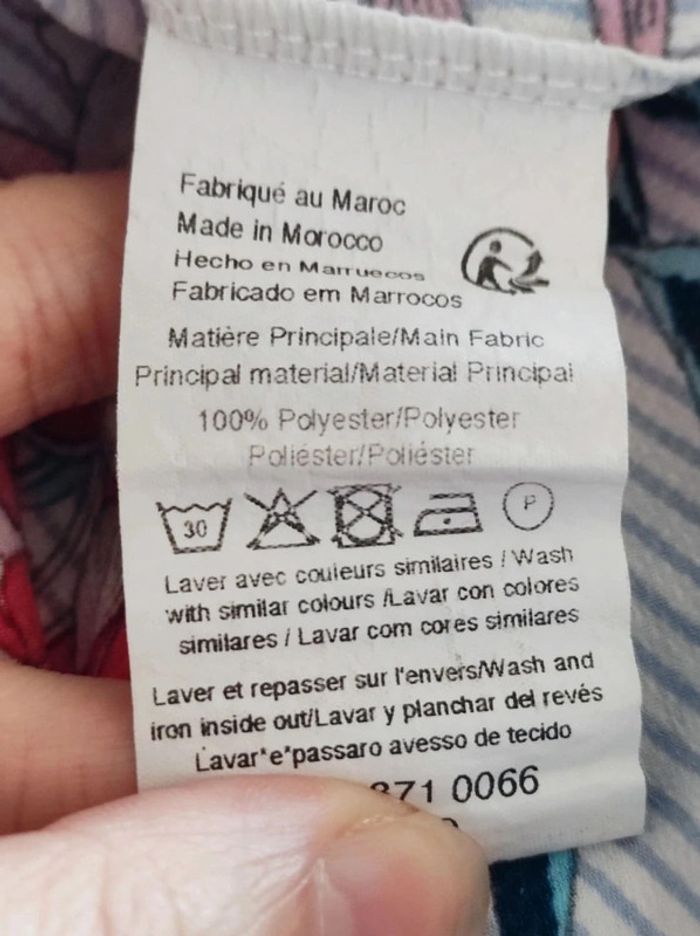 Fabriqué au Maroc
Made in Morocco
Hecho en Marruecos
Fabricado em Marrocos
Matière Principale/Main Fabric
Principal material/Material Principal
100% Polyester/Polyester
Poliéster/Poliéster
30 P
Laver avec couleurs similaires / Wash
with similar colours /Lavar con colores
similares / Lavar com cores similares
Laver et repasser sur l'envers/Wash and
iron inside out/Lavar y planchar del revés
Lavar*e*passaro avesso de tecido
871 0066